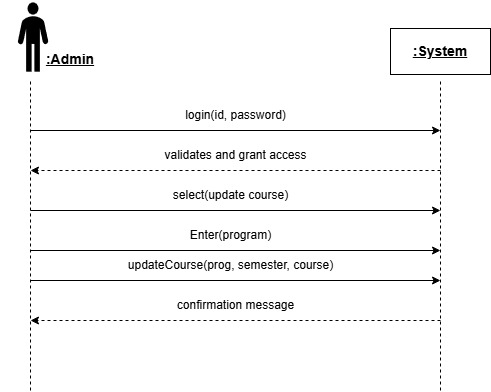 :Admin
:System
login(id, password)
validates and grant access
select(update course)
Enter(program)
updateCourse(prog, semester, course)
confirmation message